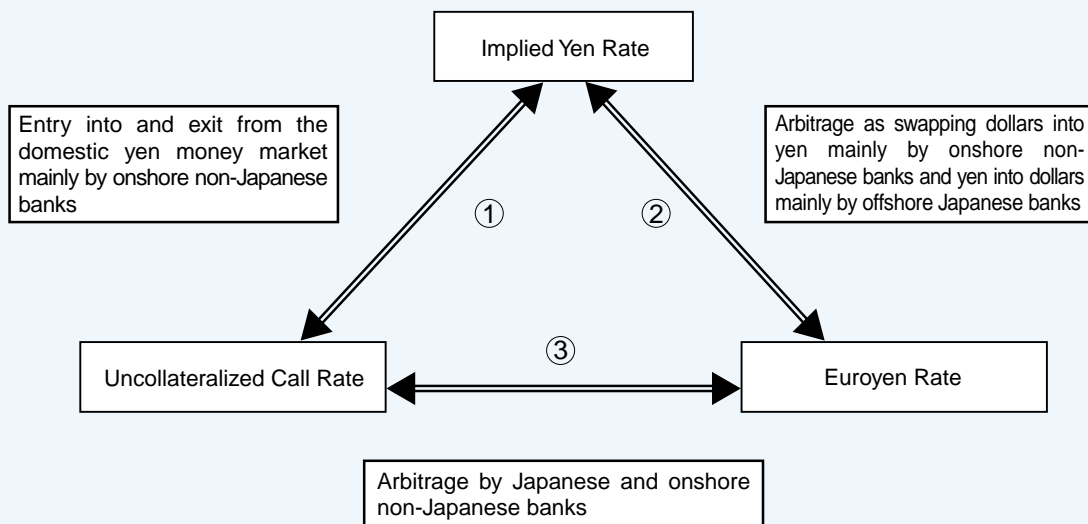 Implied Yen Rate
Entry into and exit from the
domestic yen money market
mainly by onshore non-Japanese
banks
Arbitrage as swapping dollars into
yen mainly by onshore non-
Japanese banks and yen into dollars
mainly by offshore Japanese banks
①
②
③
Uncollateralized Call Rate
Euroyen Rate
Arbitrage by Japanese and onshore
non-Japanese banks